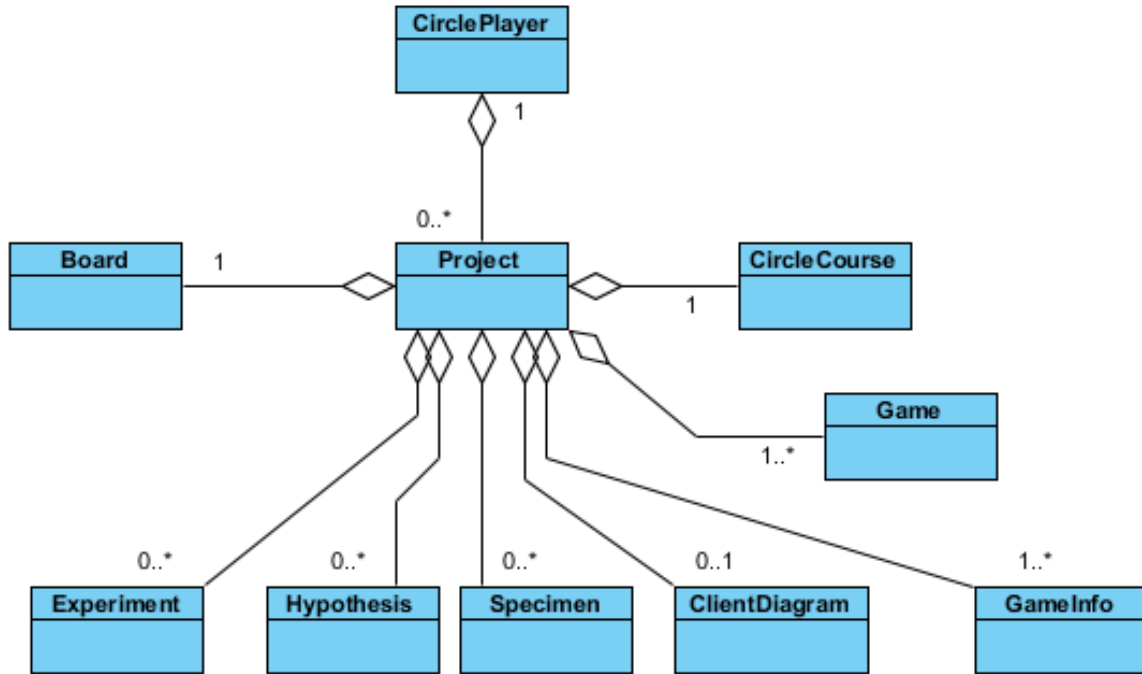 CirclePlayer
1
0..*
Board
1
Project
CircleCourse
1
Game
1..*
0..*
0..*
0..*
0..1
1..*
Experiment
Hypothesis
Specimen
ClientDiagram
GameInfo